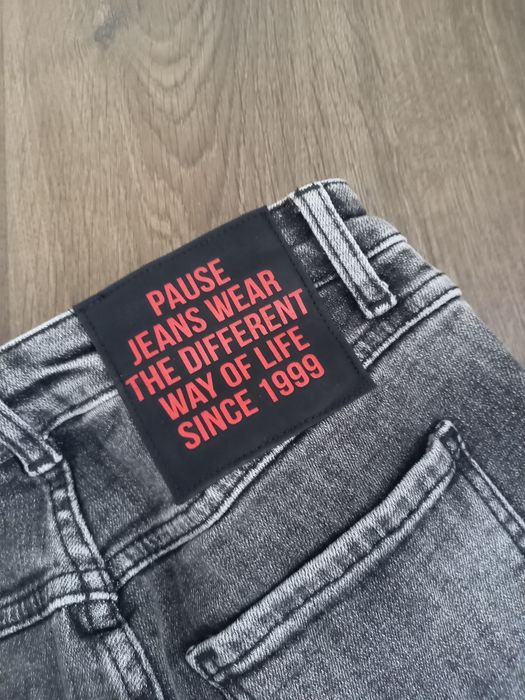 PAUSE
JEANS WEAR
THE DIFFERENT
WAY OF LIFE
SINCE 1999